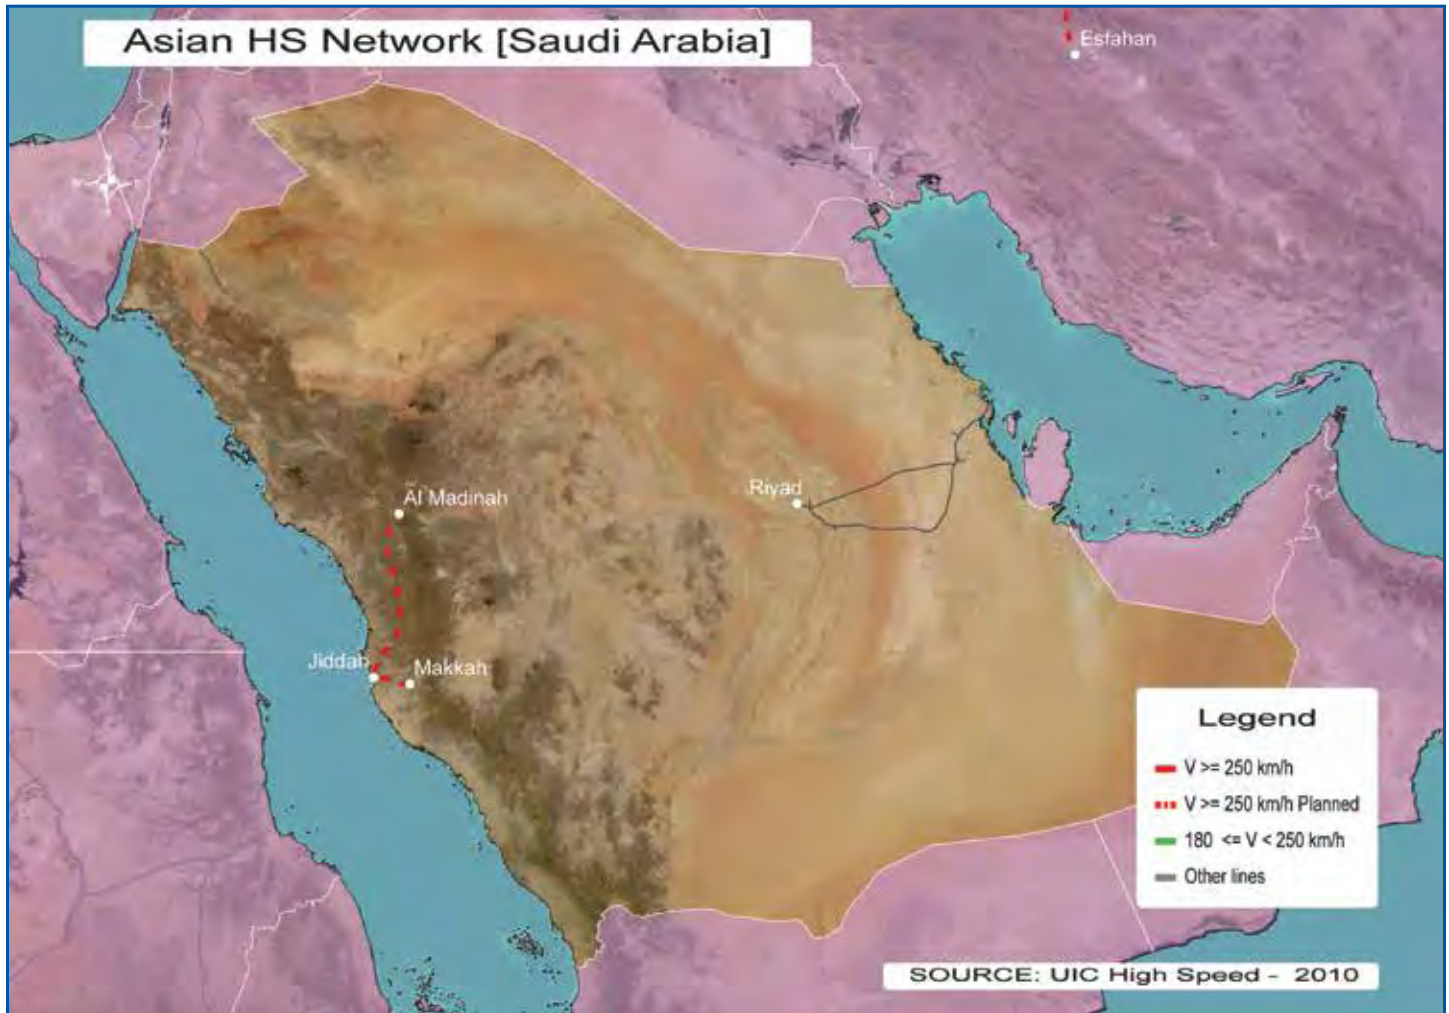 Asian HS Network [Saudi Arabia]
Esfahan
Riyad
Al Madinah
Jiddah
Makkah
Legend
V >= 250 km/h
V >= 250 km/h Planned
180 <= V < 250 km/h
Other lines
SOURCE: UIC High Speed - 2010